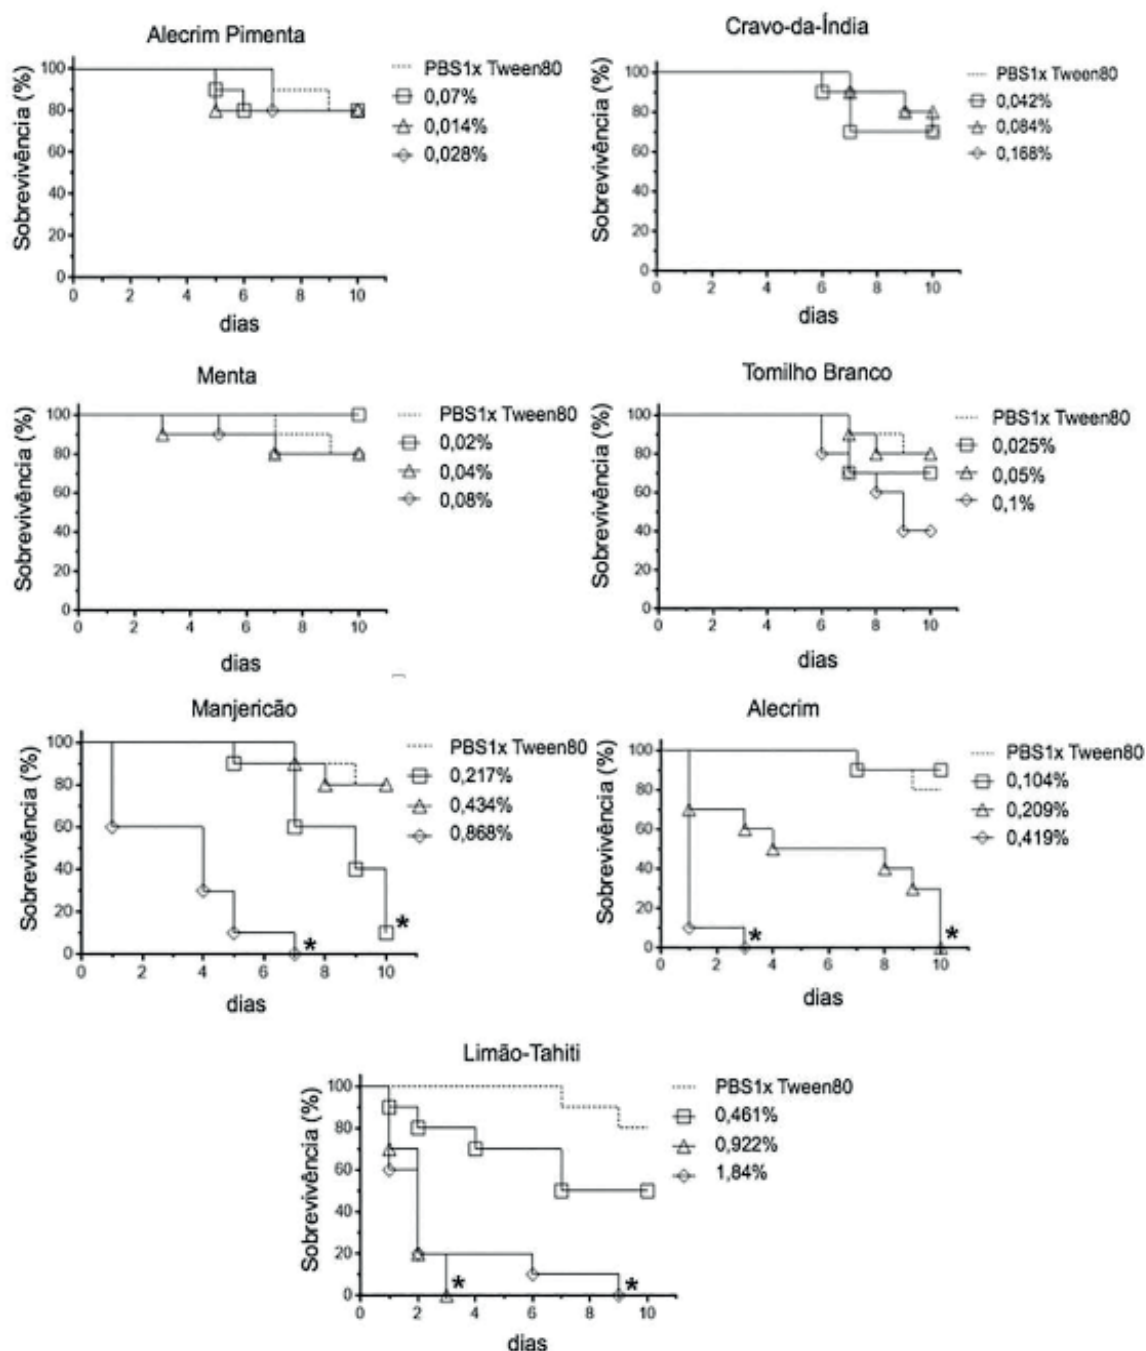 Alecrim Pimenta
Sobrevivência (%)
100
80
60
40
20
0
0 2 4 6 8 10
dias
PBS1x Tween80
0,07%
0,014%
0,028%
Cravo-da-Índia
Sobrevivência (%)
100
80
60
40
20
0
0 2 4 6 8 10
dias
PBS1x Tween80
0,042%
0,084%
0,168%
Menta
Sobrevivência (%)
100
80
60
40
20
0
0 2 4 6 8 10
dias
PBS1x Tween80
0,02%
0,04%
0,08%
Tomilho Branco
Sobrevivência (%)
100
80
60
40
20
0
0 2 4 6 8 10
dias
PBS1x Tween80
0,025%
0,05%
0,1%
Manjericão
Sobrevivência (%)
100
80
60
40
20
0
0 2 4 6 8 10
dias
* *
PBS1x Tween80
0,217%
0,434%
0,868%
Alecrim
Sobrevivência (%)
100
80
60
40
20
0
0 2 4 6 8 10
dias
* *
PBS1x Tween80
0,104%
0,209%
0,419%
Limão-Tahiti
Sobrevivência (%)
100
80
60
40
20
0
0 2 4 6 8 10
dias
* *
PBS1x Tween80
0,461%
0,922%
1,84%